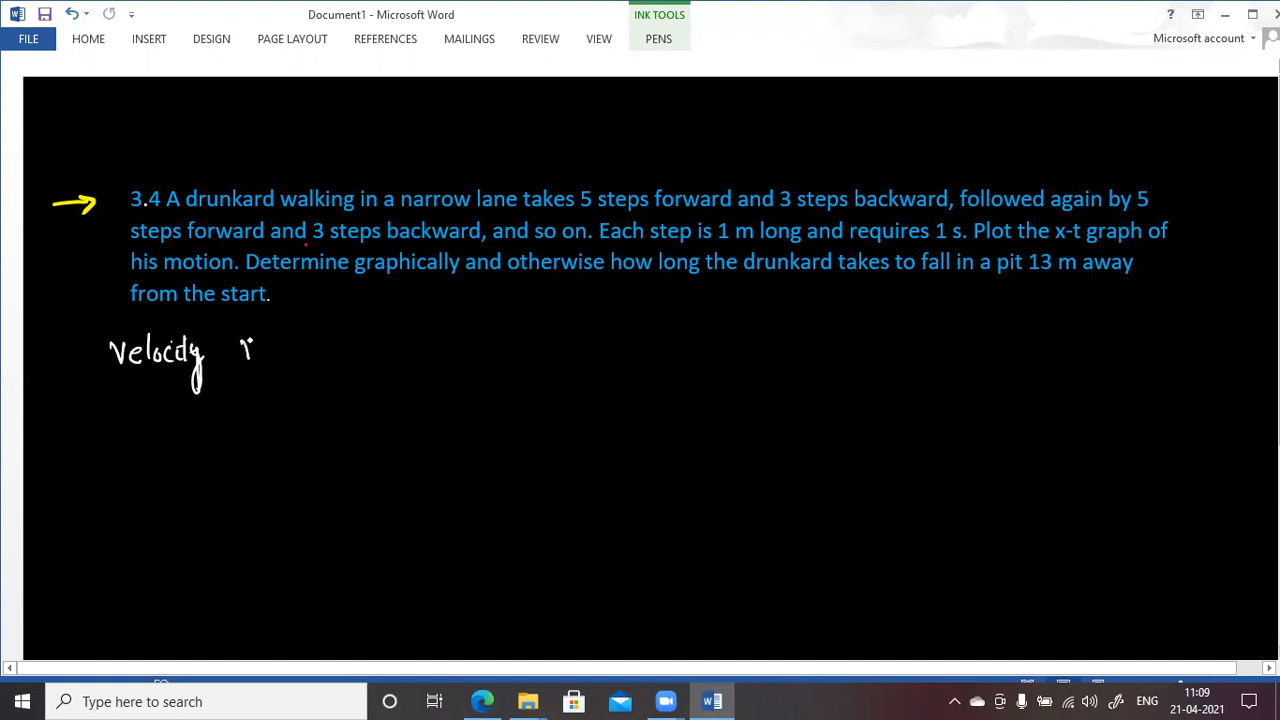 Document1 - Microsoft Word
INK TOOLS
FILE HOME INSERT DESIGN PAGE LAYOUT REFERENCES MAILINGS REVIEW VIEW PENS
Microsoft account
3.4 A drunkard walking in a narrow lane takes 5 steps forward and 3 steps backward, followed again by 5
steps forward and 3 steps backward, and so on. Each step is 1 m long and requires 1 s. Plot the x-t graph of
his motion. Determine graphically and otherwise how long the drunkard takes to fall in a pit 13 m away
from the start.
Velocity
Type here to search
ENG
11:09
21-04-2021